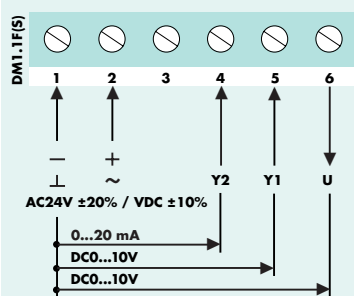 DM1.1F(S)
1 2 3 4 5 6
− +
⊥ ~ Y2 Y1 U
AC24V ±20% / VDC ±10%
0...20 mA
DC0...10V
DC0...10V